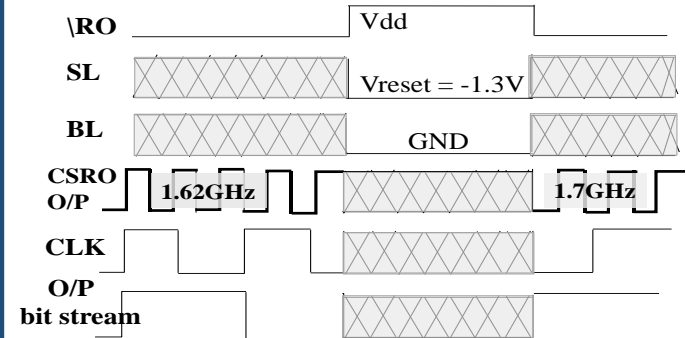 \RO
Vdd
SL
Vreset = -1.3V
BL
GND
CSRO
O/P
1.62GHz
1.7GHz
CLK
O/P
bit stream